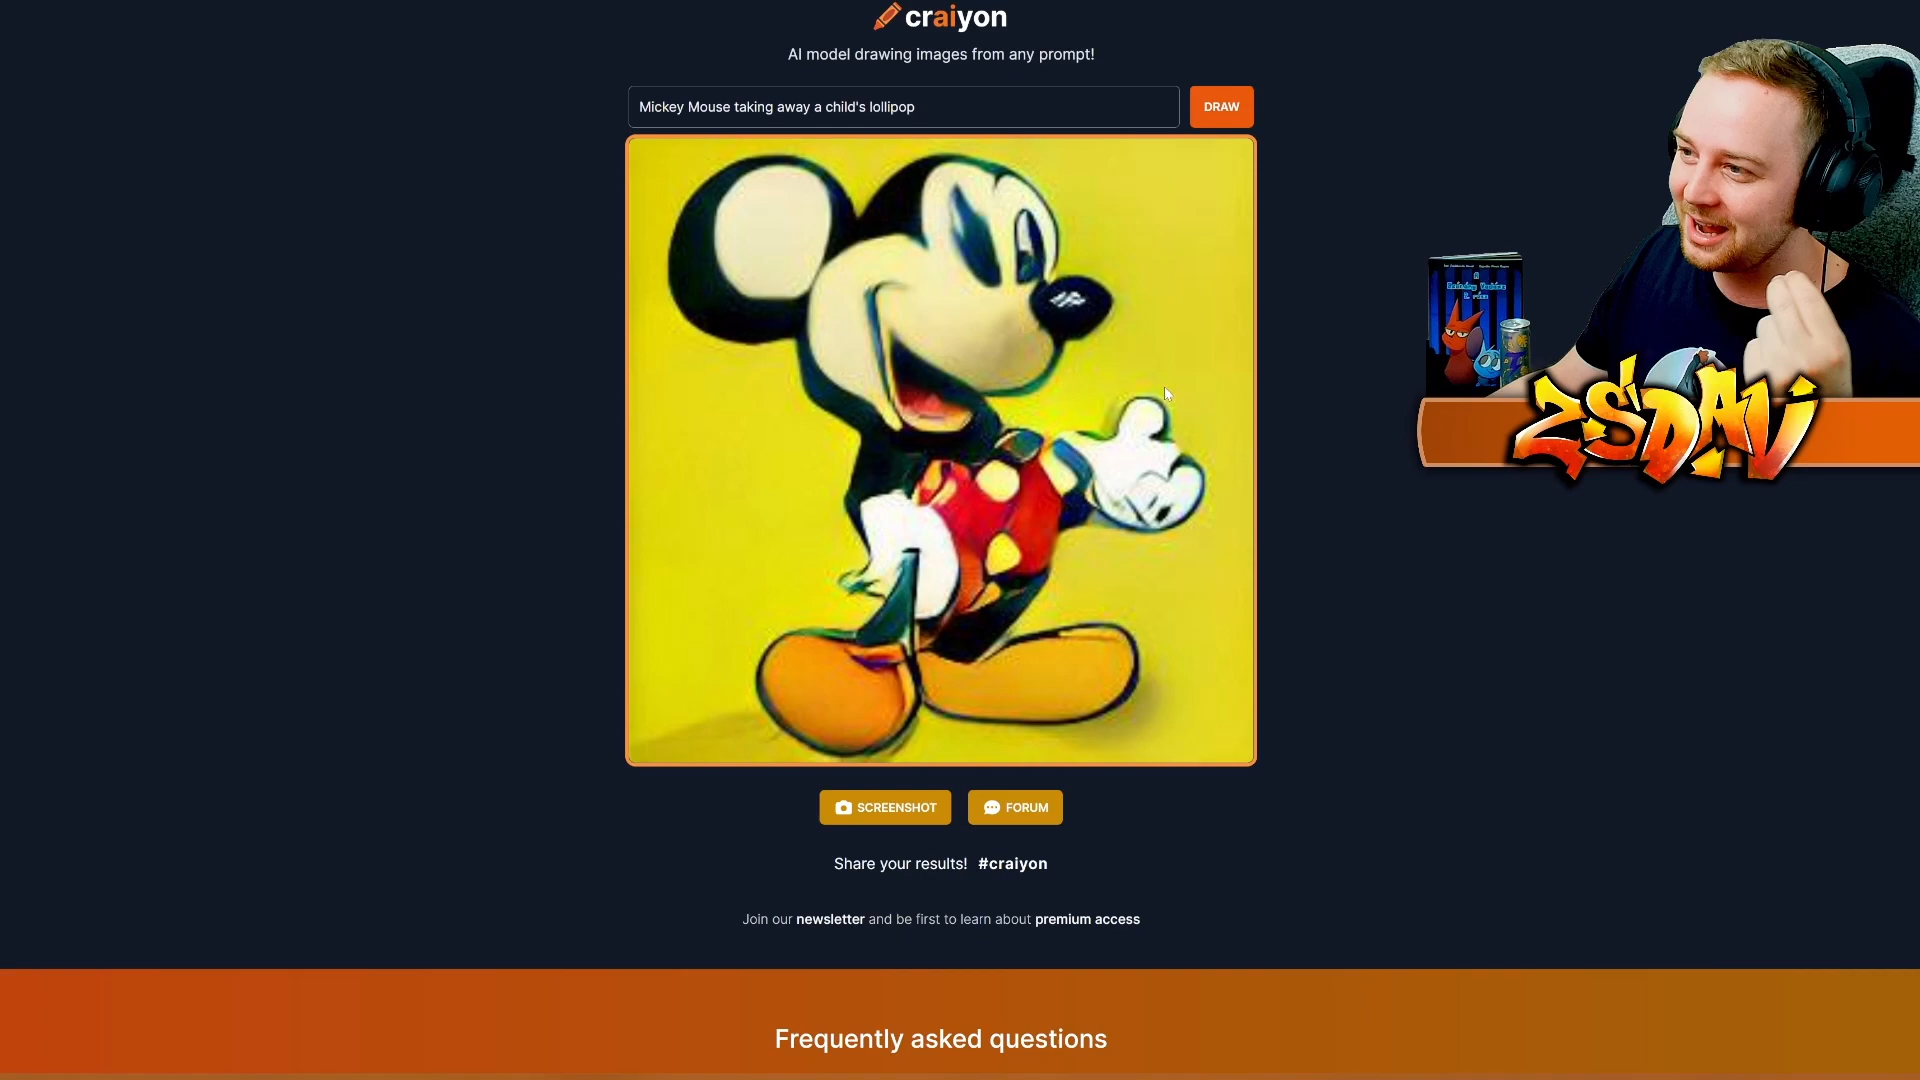 craiyon
AI model drawing images from any prompt!
Mickey Mouse taking away a child's lollipop
DRAW
ZSDAV
SCREENSHOT
FORUM
Share your results! #craiyon
Join our newsletter and be first to learn about premium access
Frequently asked questions